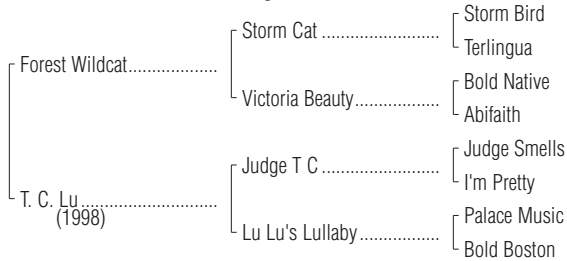 Storm Bird
Storm Cat ......................
Terlingua
Forest Wildcat..................
Bold Native
Victoria Beauty.................
Abifaith
Judge Smells
Judge T C ......................
I'm Pretty
T. C. Lu...........................
(1998)
Palace Music
Lu Lu's Lullaby................
Bold Boston